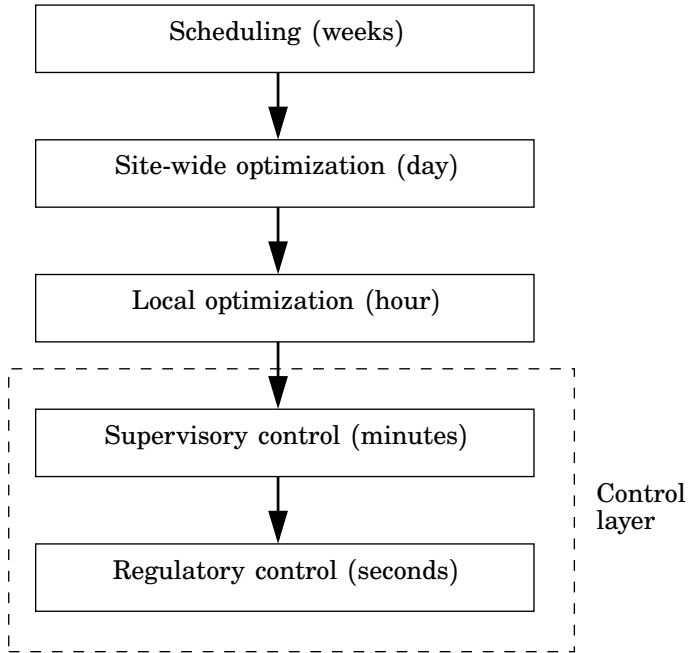 Scheduling (weeks)
Site-wide optimization (day)
Local optimization (hour)
Supervisory control (minutes)
Control
layer
Regulatory control (seconds)